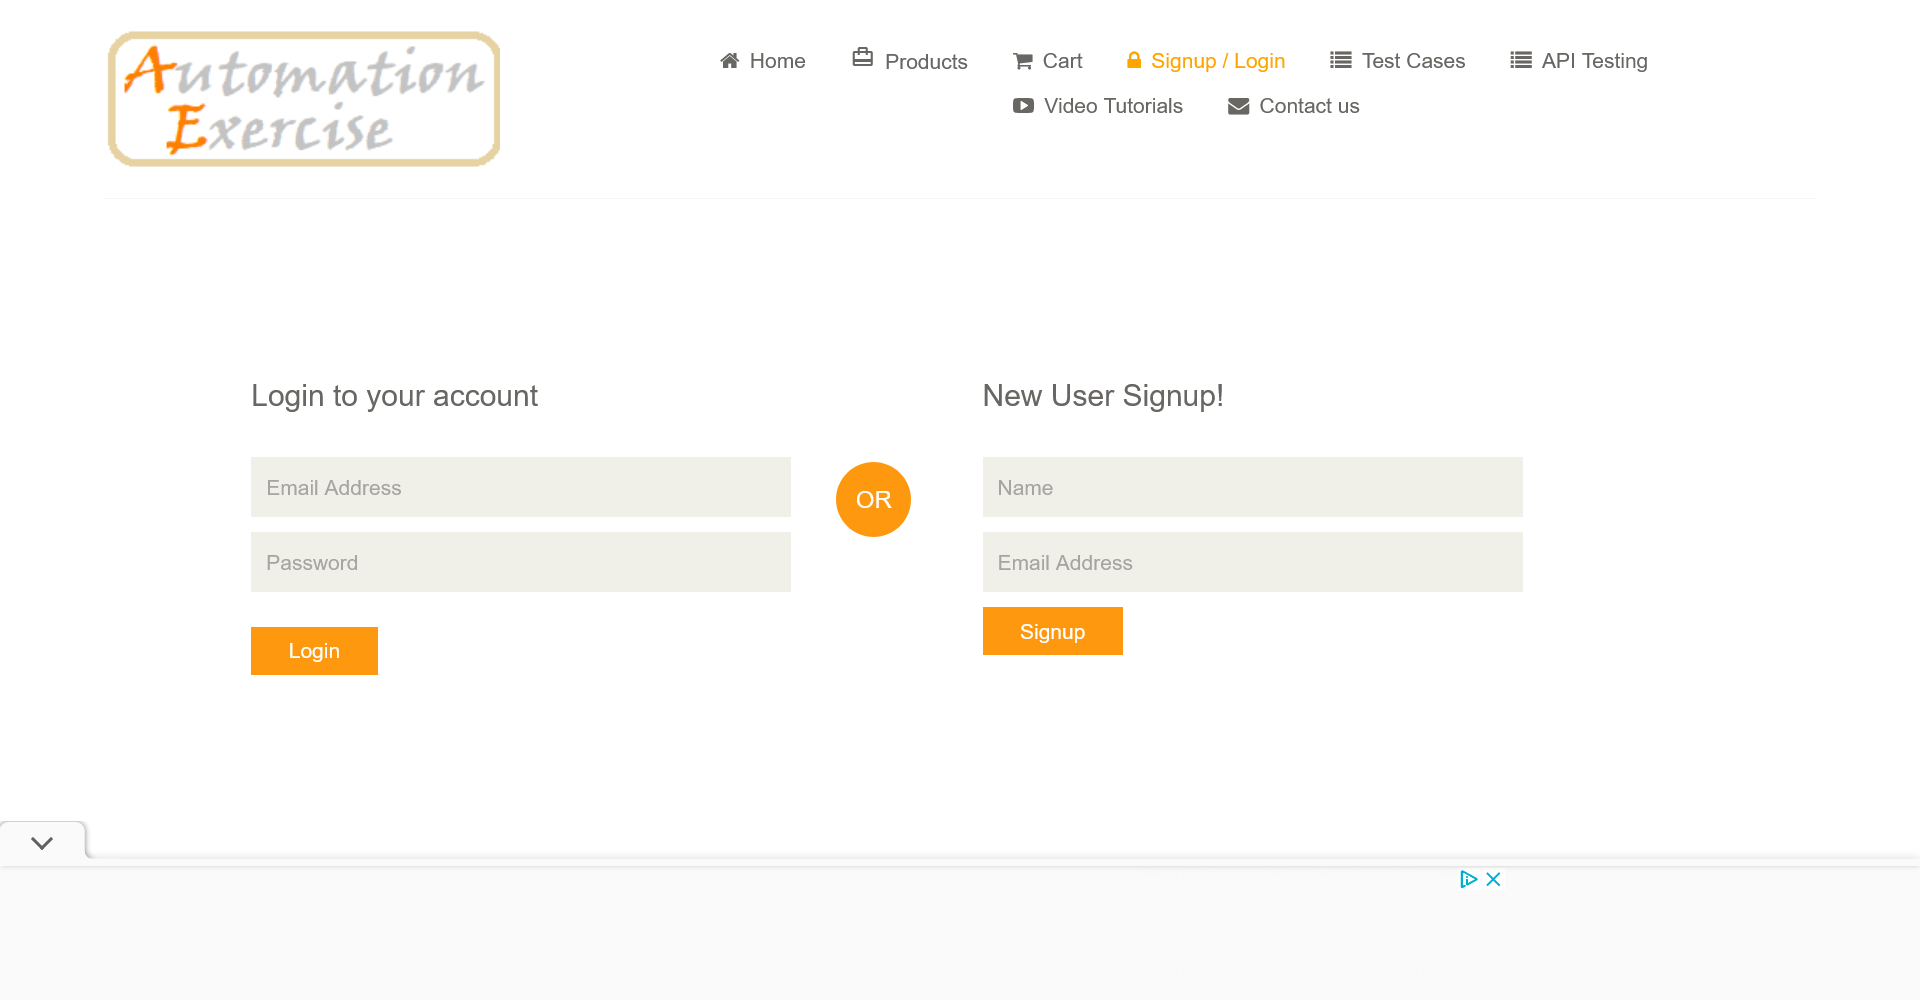 Automation
Exercise
Home Products Cart Signup / Login Test Cases API Testing
Video Tutorials Contact us
Login to your account
Email Address
Password
Login
OR
New User Signup!
Name
Email Address
Signup